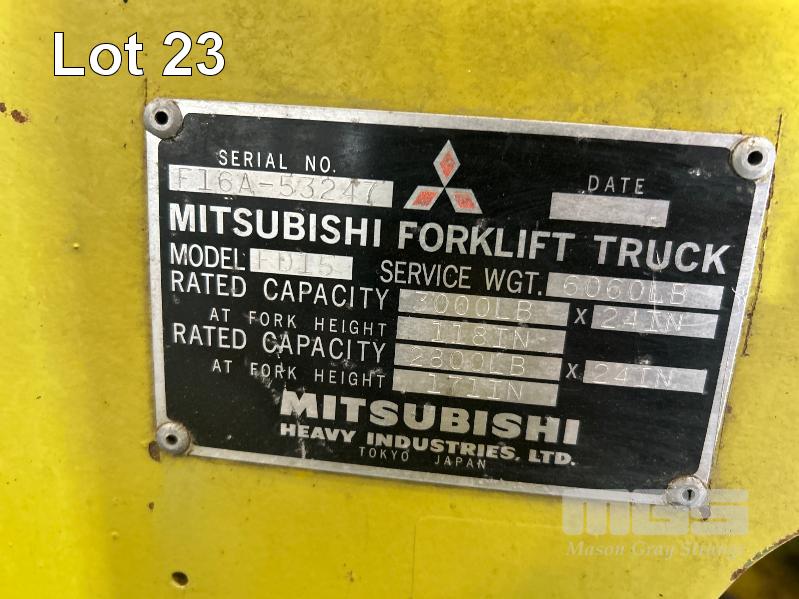 Lot 23
SERIAL NO.
F16A-53247
DATE
MITSUBISHI FORKLIFT TRUCK
MODEL FD15 SERVICE WGT. 6060LB
RATED CAPACITY 3000LB X 24IN
AT FORK HEIGHT 118IN
RATED CAPACITY 2800LB X 24IN
AT FORK HEIGHT 171IN
MITSUBISHI
HEAVY INDUSTRIES, LTD.
TOKYO JAPAN
MGS
Mason Gray Strange